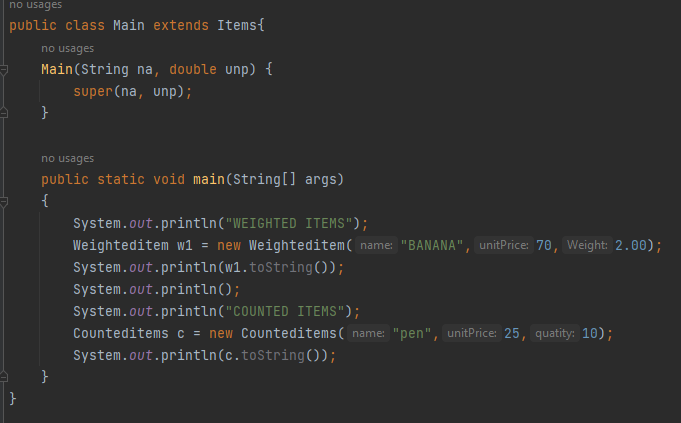 no usages
public class Main extends Items{
no usages
Main(String na, double unp) {
super(na, unp);
}
no usages
public static void main(String[] args)
{
System.out.println("WEIGHTED ITEMS");
Weighteditem w1 = new Weighteditem( name: "BANANA", unitPrice: 70, Weight: 2.00);
System.out.println(w1.toString());
System.out.println();
System.out.println("COUNTED ITEMS");
Counteditems c = new Counteditems( name: "pen", unitPrice: 25, quatity: 10);
System.out.println(c.toString());
}
}